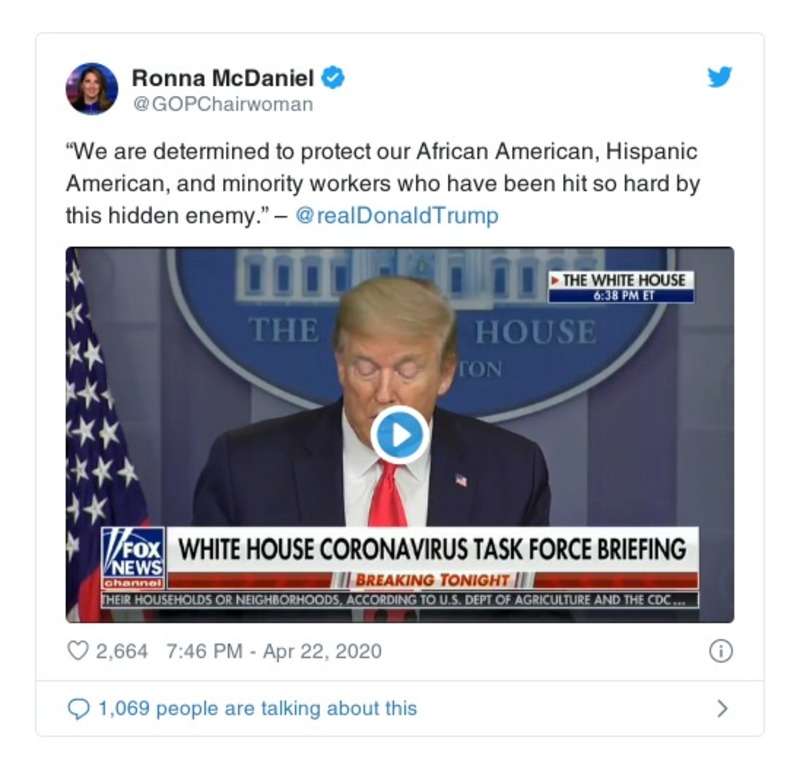 Ronna McDaniel
@GOPChairwoman
“We are determined to protect our African American, Hispanic
American, and minority workers who have been hit so hard by
this hidden enemy.” – @realDonaldTrump
THE WHITE HOUSE
6:38 PM ET
THE HOUSE
TON
FOX
NEWS
channel
WHITE HOUSE CORONAVIRUS TASK FORCE BRIEFING
BREAKING TONIGHT
THEIR HOUSEHOLDS OR NEIGHBORHOODS, ACCORDING TO U.S. DEPT OF AGRICULTURE AND THE CDC ...
2,664 7:46 PM - Apr 22, 2020
1,069 people are talking about this